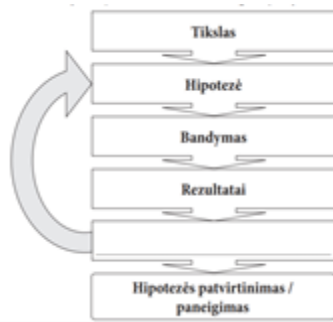 Tikslas
Hipotezė
Bandymas
Rezultatai
Hipotezės patvirtinimas /
paneigimas